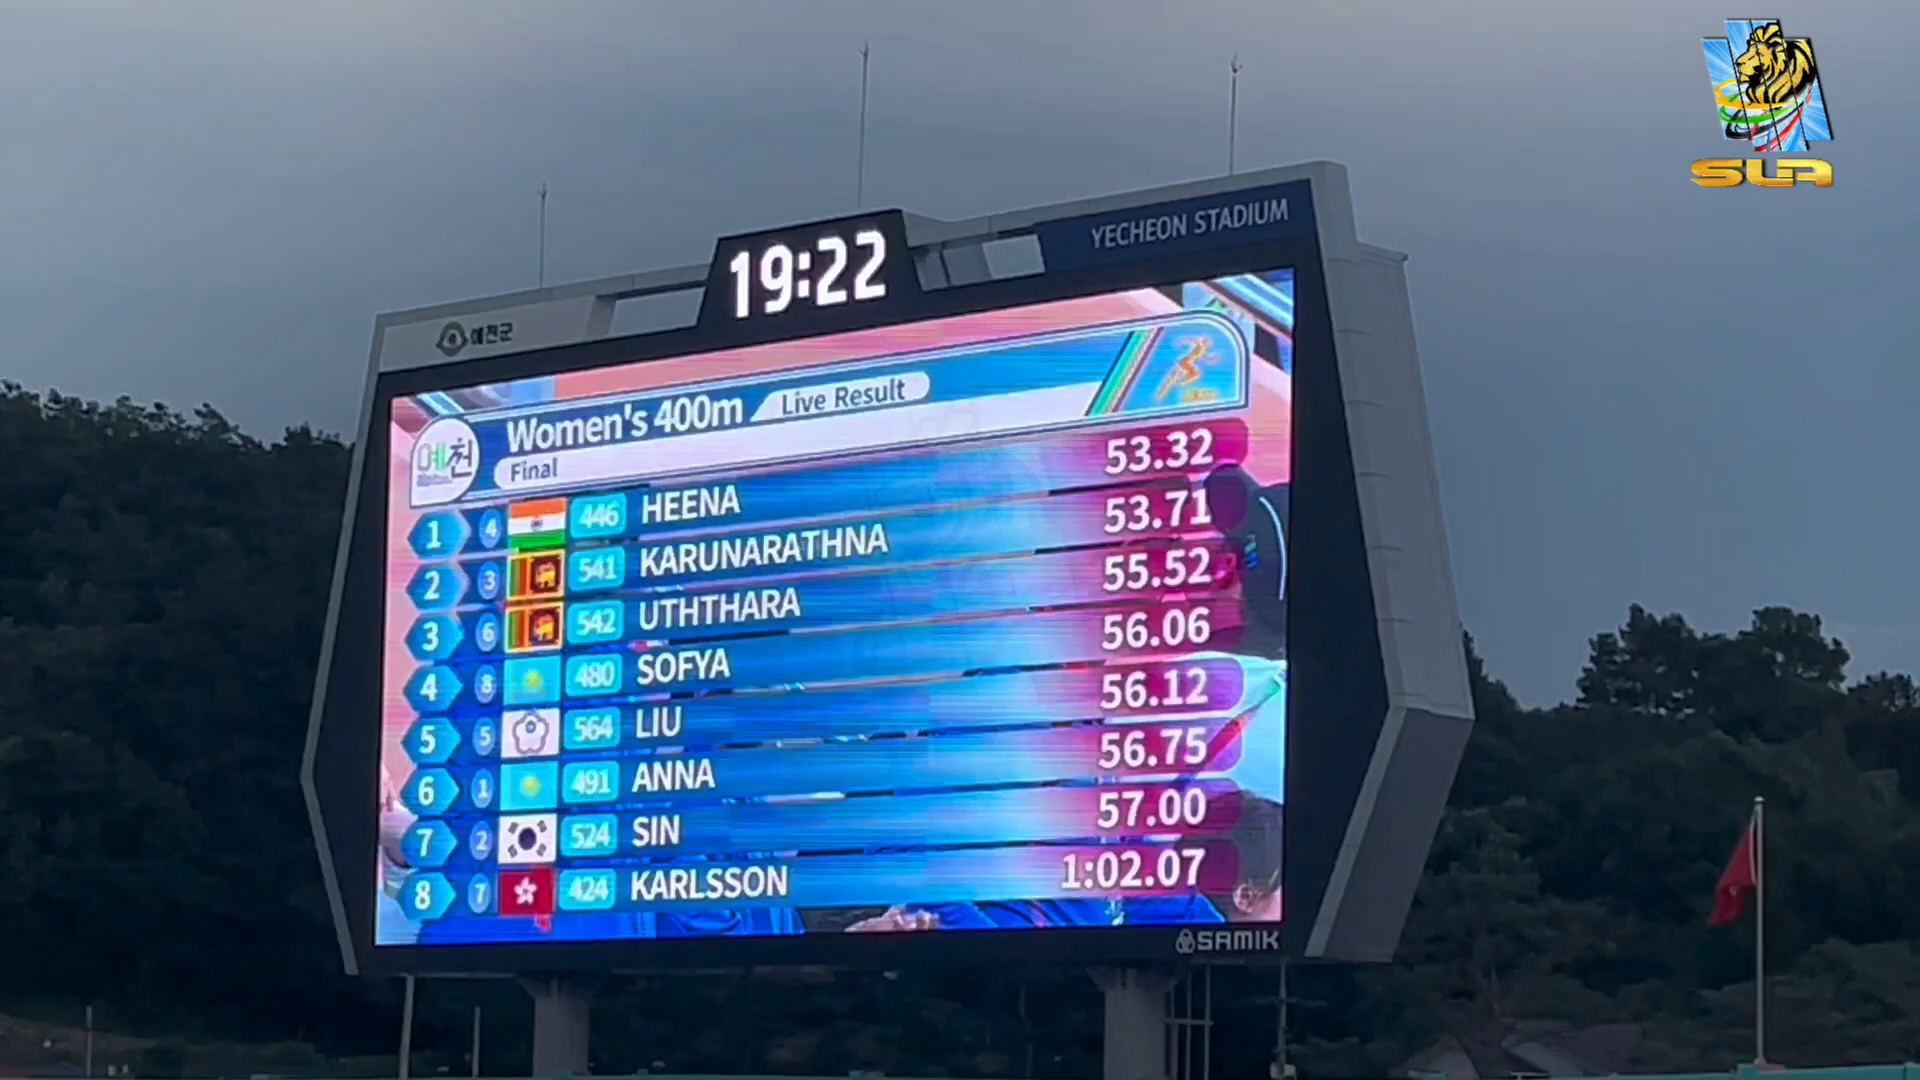 SLA
YECHEON STADIUM
19:22
예천군
Women's 400m Live Result
예천
Final
1 4 446 HEENA 53.32
2 3 541 KARUNARATHNA 53.71
3 6 542 UTHTHARA 55.52
4 8 480 SOFYA 56.06
5 5 564 LIU 56.12
6 1 491 ANNA 56.75
7 2 524 SIN 57.00
8 7 424 KARLSSON 1:02.07
SAMIK